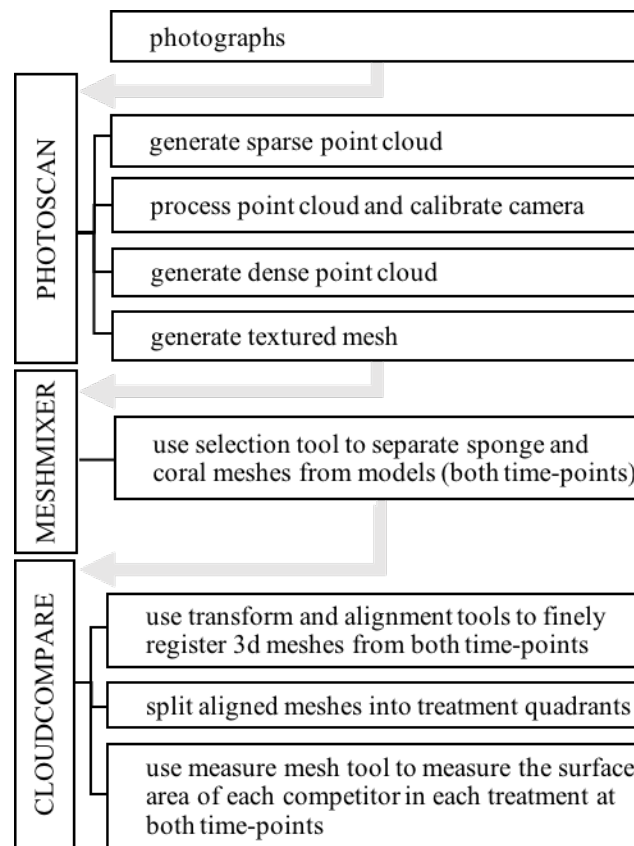 photographs
PHOTOSCAN
generate sparse point cloud
process point cloud and calibrate camera
generate dense point cloud
generate textured mesh
MESHMIXER
use selection tool to separate sponge and
coral meshes from models (both time-points)
CLOUDCOMPARE
use transform and alignment tools to finely
register 3d meshes from both time-points
split aligned meshes into treatment quadrants
use measure mesh tool to measure the surface
area of each competitor in each treatment at
both time-points